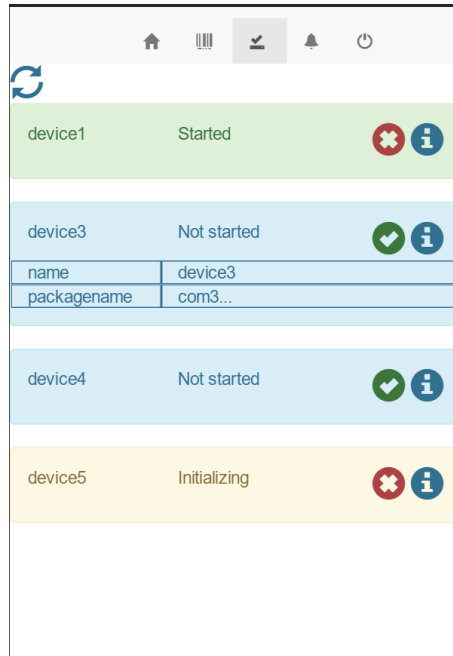 device1 Started
device3 Not started
name device3
packagename com3...
device4 Not started
device5 Initializing